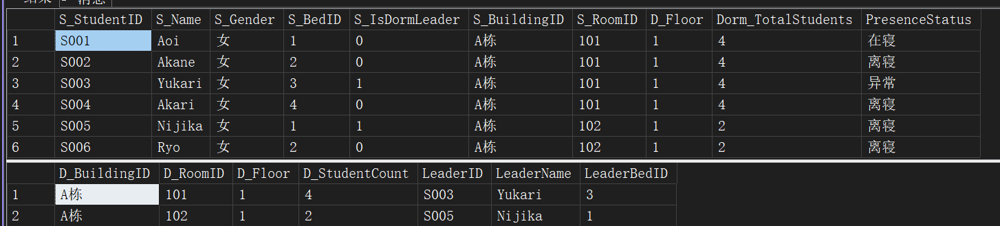 结果 消息
S_StudentID S_Name S_Gender S_BedID S_IsDormLeader S_BuildingID S_RoomID D_Floor Dorm_TotalStudents PresenceStatus
1 S001 Aoi 女 1 0 A栋 101 1 4 在寝
2 S002 Akane 女 2 0 A栋 101 1 4 离寝
3 S003 Yukari 女 3 1 A栋 101 1 4 异常
4 S004 Akari 女 4 0 A栋 101 1 4 离寝
5 S005 Nijika 女 1 1 A栋 102 1 2 离寝
6 S006 Ryo 女 2 0 A栋 102 1 2 离寝
D_BuildingID D_RoomID D_Floor D_StudentCount LeaderID LeaderName LeaderBedID
1 A栋 101 1 4 S003 Yukari 3
2 A栋 102 1 2 S005 Nijika 1